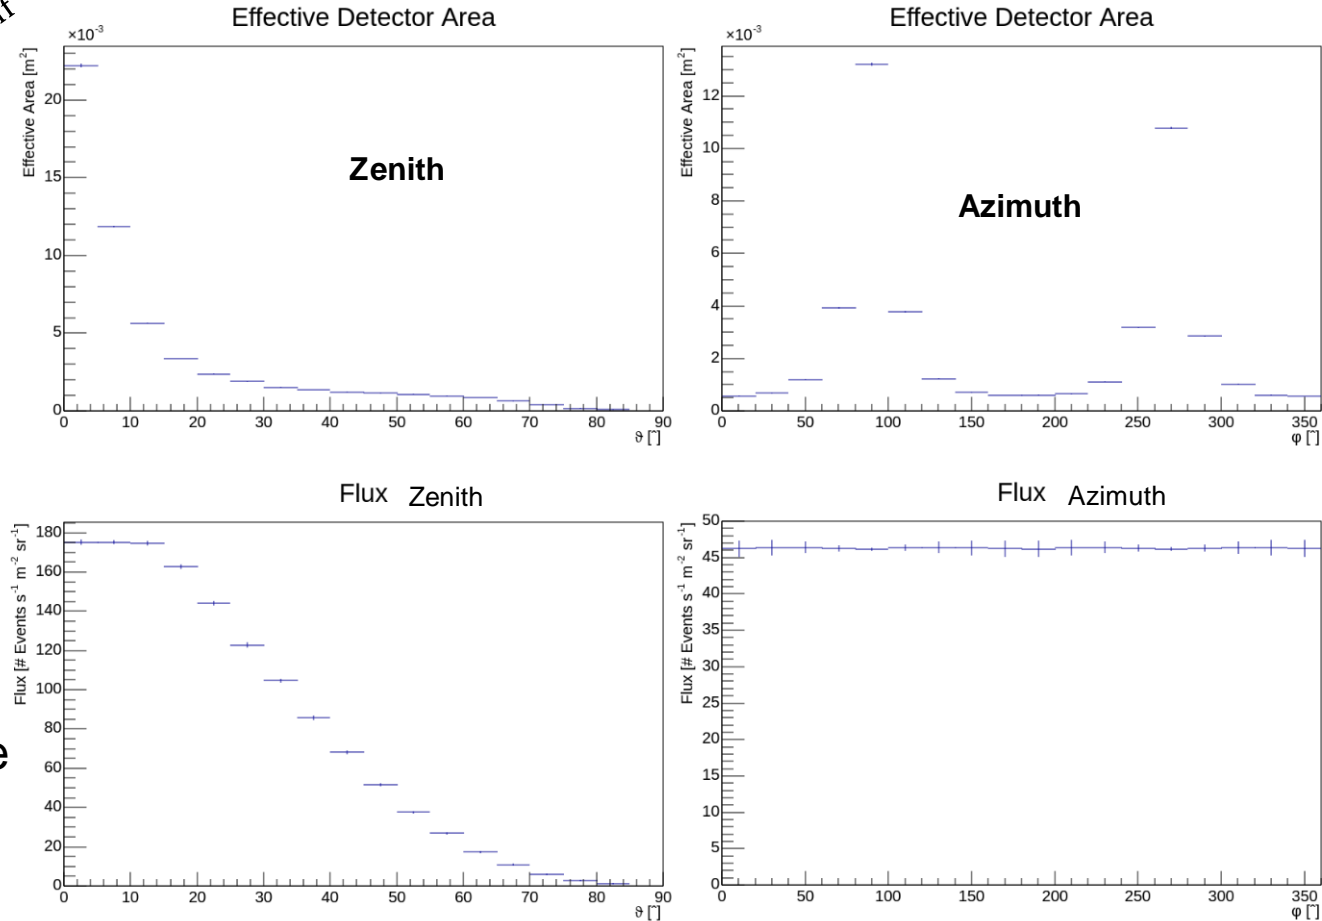 Effective Detector Area
×10⁻³
Effective Area [m²]
20
15
10
5
0
Zenith
0 10 20 30 40 50 60 70 80 90
ϑ [°]
Effective Detector Area
×10⁻³
Effective Area [m²]
12
10
8
6
4
2
0
Azimuth
0 50 100 150 200 250 300 350
φ [°]
Flux Zenith
Flux [# Events s⁻¹ m⁻² sr⁻¹]
180
160
140
120
100
80
60
40
20
0
0 10 20 30 40 50 60 70 80 90
ϑ [°]
Flux Azimuth
Flux [# Events s⁻¹ m⁻² sr⁻¹]
50
45
40
35
30
25
20
15
10
5
0
0 50 100 150 200 250 300 350
φ [°]
e